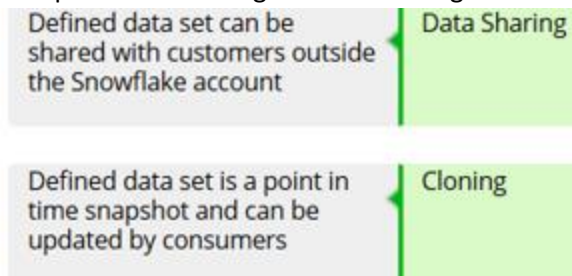 Defined data set can be
shared with customers outside
the Snowflake account
Data Sharing
Defined data set is a point in
time snapshot and can be
updated by consumers
Cloning